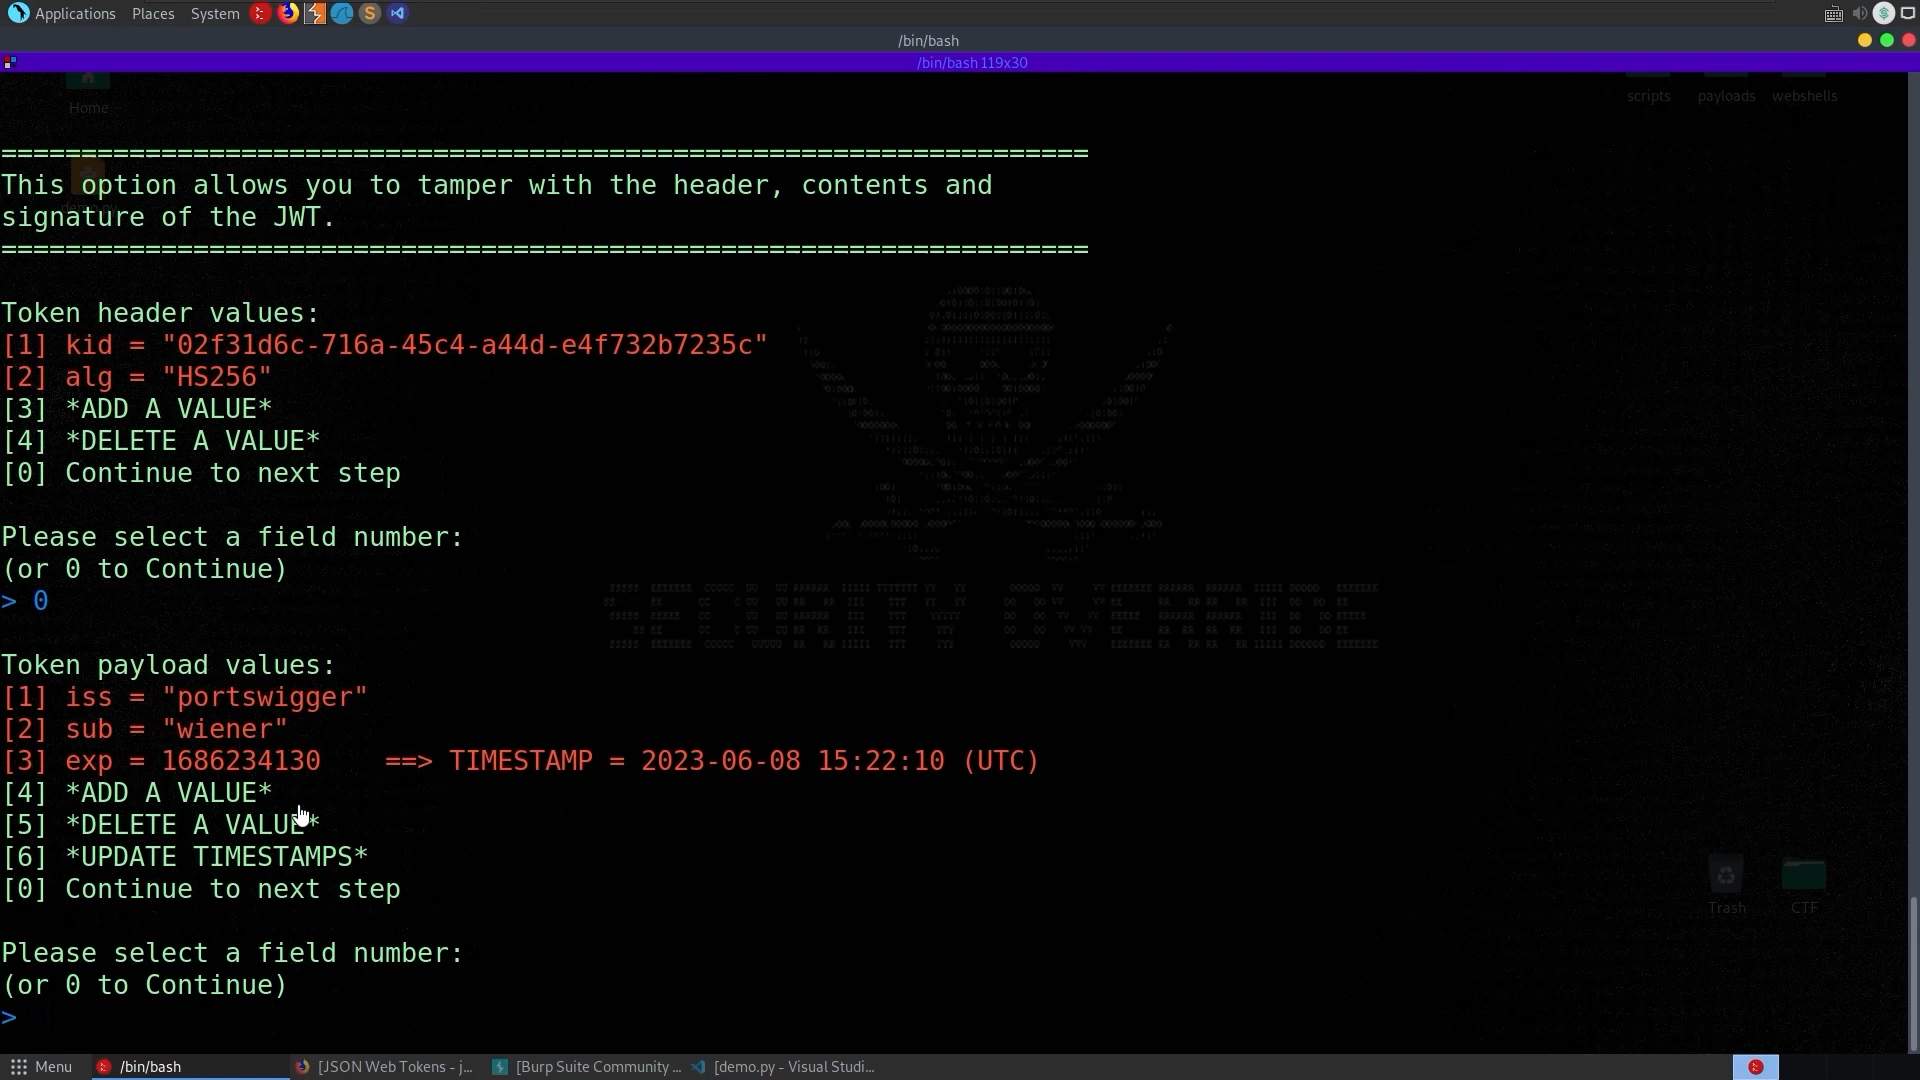 Applications Places System
/bin/bash
/bin/bash 119x30
Home
scripts payloads webshells
demo.py
==================================================================== 
This option allows you to tamper with the header, contents and
signature of the JWT.
====================================================================
Token header values:
[1] kid = "02f31d6c-716a-45c4-a44d-e4f732b7235c"
[2] alg = "HS256"
[3] *ADD A VALUE*
[4] *DELETE A VALUE*
[0] Continue to next step
Please select a field number:
(or 0 to Continue)
> 0
SECURITY OVERRIDE
Token payload values:
[1] iss = "portswigger"
[2] sub = "wiener"
[3] exp = 1686234130    ==> TIMESTAMP = 2023-06-08 15:22:10 (UTC)
[4] *ADD A VALUE*
[5] *DELETE A VALUE*
[6] *UPDATE TIMESTAMPS*
[0] Continue to next step
Trash CTF
Please select a field number:
(or 0 to Continue)
>
Menu /bin/bash [JSON Web Tokens - j... [Burp Suite Community ... [demo.py - Visual Studi...